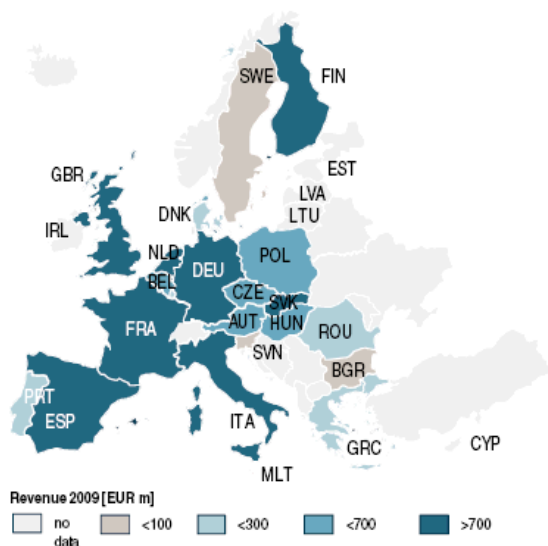 SWE
FIN
GBR
EST
LVA
DNK
LTU
IRL
NLD
DEU
POL
BEL
CZE
SVK
AUT
HUN
FRA
ROU
SVN
BGR
PRT
ESP
ITA
GRC
CYP
MLT
Revenue 2009 [EUR m]
no data
<100
<300
<700
>700